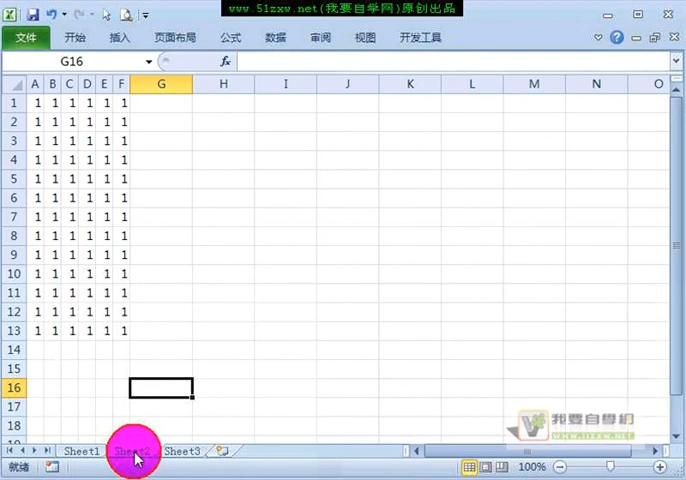 www.51zxw.net(我要自学网)原创出品
文件 开始 插入 页面布局 公式 数据 审阅 视图 开发工具
G16 fx
A B C D E F G H I J K L M N O
1 1 1 1 1 1 1
2 1 1 1 1 1 1
3 1 1 1 1 1 1
4 1 1 1 1 1 1
5 1 1 1 1 1 1
6 1 1 1 1 1 1
7 1 1 1 1 1 1
8 1 1 1 1 1 1
9 1 1 1 1 1 1
10 1 1 1 1 1 1
11 1 1 1 1 1 1
12 1 1 1 1 1 1
13 1 1 1 1 1 1
14
15
16
17
18
我要自學網
WWW.51ZXW.NET
Sheet1 Sheet2 Sheet3
就绪 100%